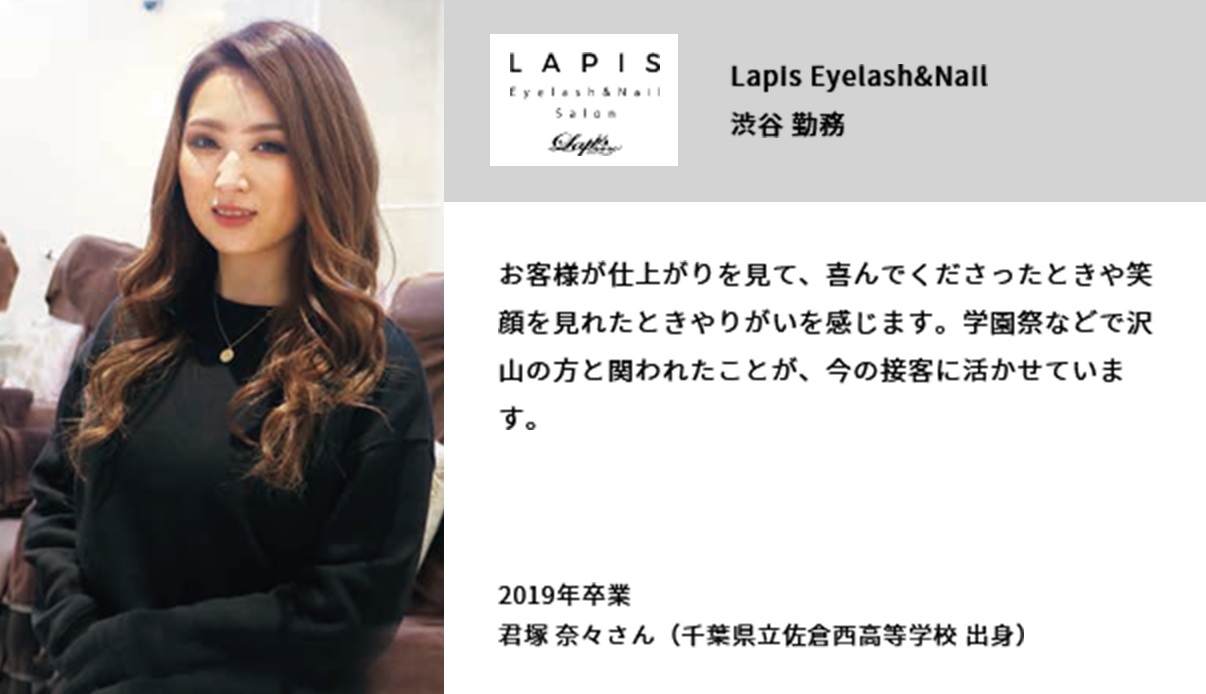 LAPIS
Eyelash&Nail
Salon
Lapis
Lapis Eyelash&Nail
渋谷 勤務
お客様が仕上がりを見て、喜んでくださったときや笑
顔を見れたときやりがいを感じます。学園祭などで沢
山の方と関われたことが、今の接客に活かせていま
す。
2019年卒業
君塚 奈々さん（千葉県立佐倉西高等学校 出身）